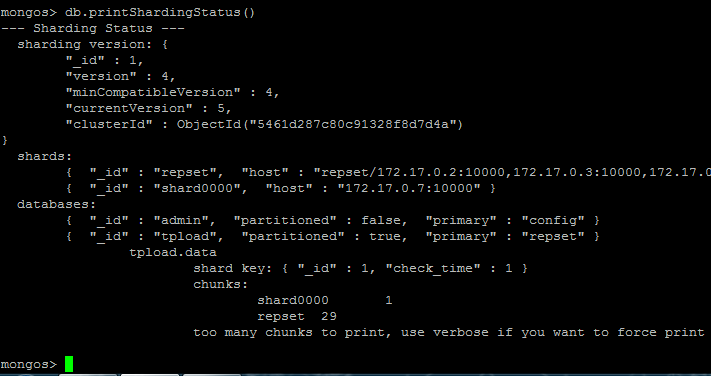 mongos> db.printShardingStatus()
--- Sharding Status ---
sharding version: {
"_id" : 1,
"version" : 4,
"minCompatibleVersion" : 4,
"currentVersion" : 5,
"clusterId" : ObjectId("5461d287c80c91328f8d7d4a")
}
shards:
{ "_id" : "repset", "host" : "repset/172.17.0.2:10000,172.17.0.3:10000,172.17.0
{ "_id" : "shard0000", "host" : "172.17.0.7:10000" }
databases:
{ "_id" : "admin", "partitioned" : false, "primary" : "config" }
{ "_id" : "tpload", "partitioned" : true, "primary" : "repset" }
tpload.data
shard key: { "_id" : 1, "check_time" : 1 }
chunks:
shard0000 1
repset 29
too many chunks to print, use verbose if you want to force print
mongos>